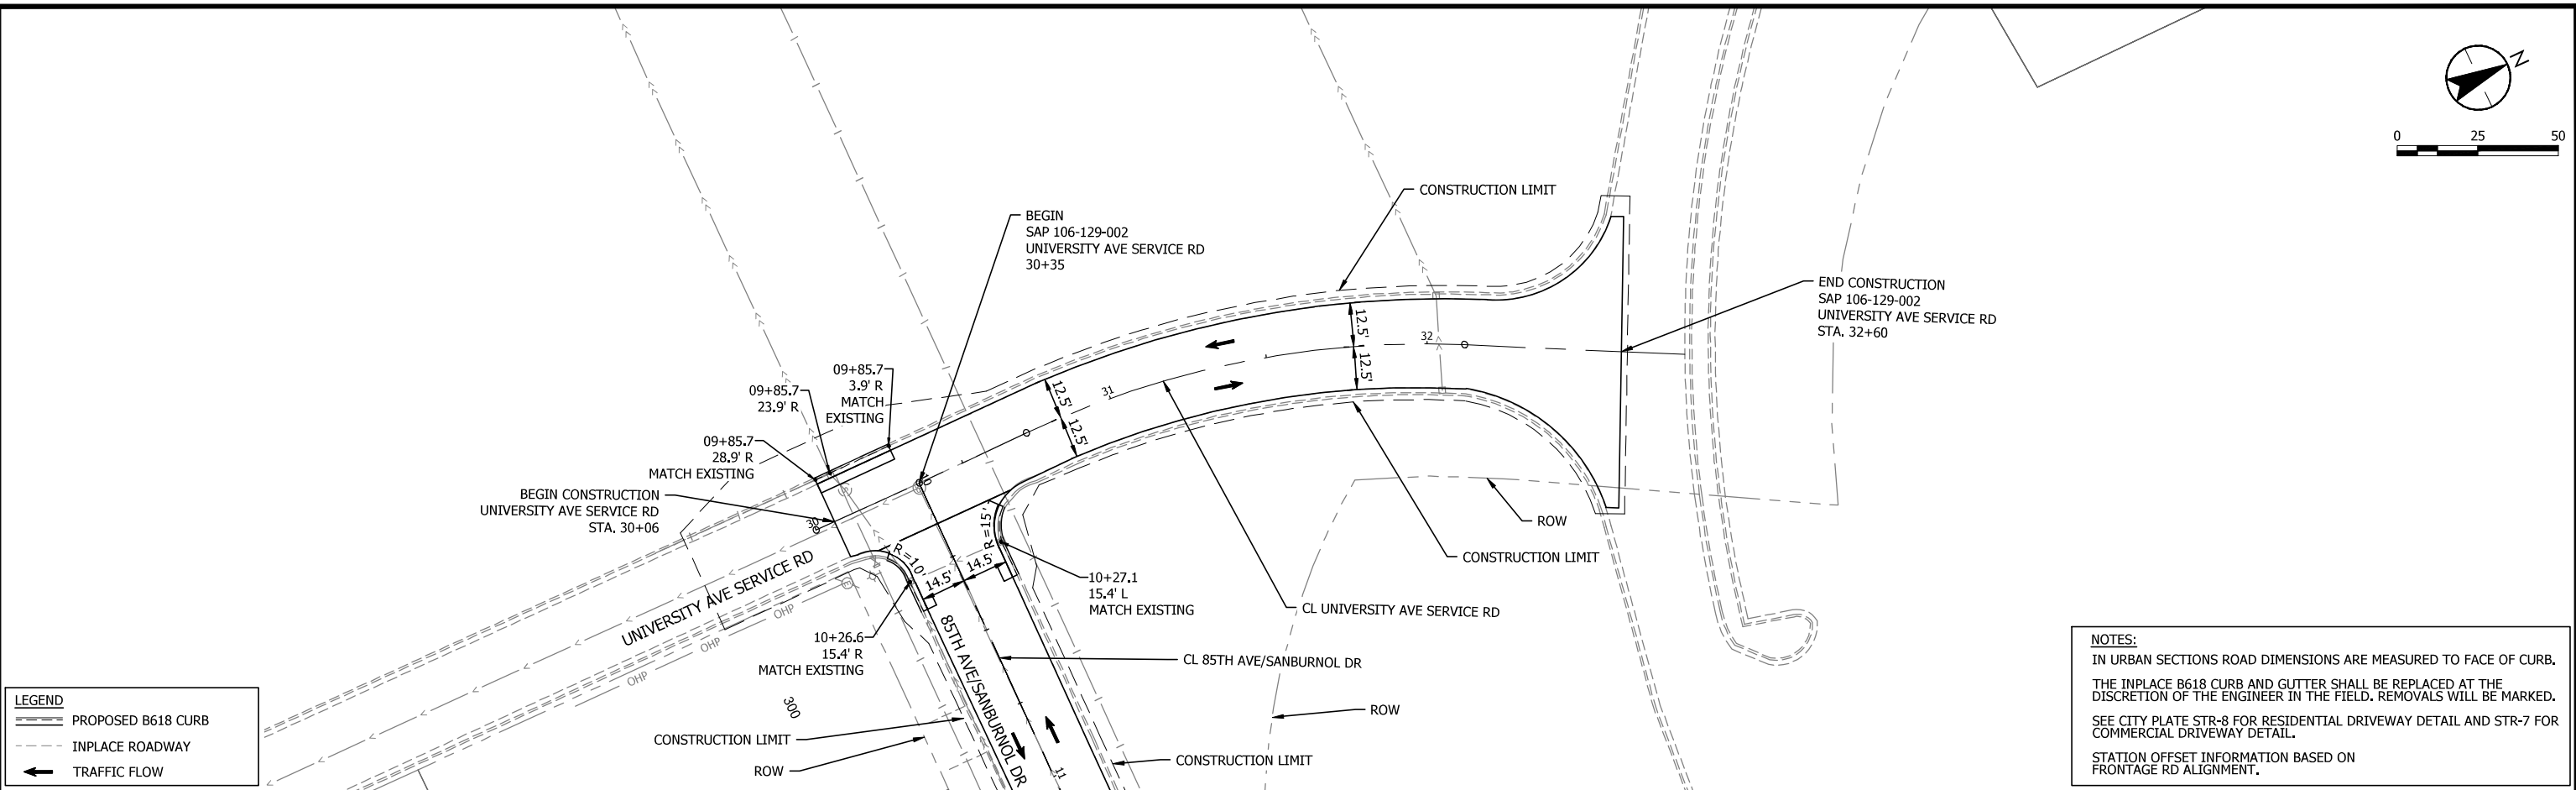 N
0 25 50
CONSTRUCTION LIMIT
BEGIN
SAP 106-129-002
UNIVERSITY AVE SERVICE RD
30+35
END CONSTRUCTION
SAP 106-129-002
UNIVERSITY AVE SERVICE RD
STA. 32+60
12.5'
12.5'
32
31
12.5'
12.5'
09+85.7
3.9' R
MATCH
EXISTING
09+85.7
23.9' R
09+85.7
28.9' R
MATCH EXISTING
BEGIN CONSTRUCTION
UNIVERSITY AVE SERVICE RD
STA. 30+06
30
10
ROW
CONSTRUCTION LIMIT
R=15'
R=10'
14.5'
14.5'
10+27.1
15.4' L
MATCH EXISTING
CL UNIVERSITY AVE SERVICE RD
UNIVERSITY AVE SERVICE RD
OHP
OHP
OHP
10+26.6
15.4' R
MATCH EXISTING
85TH AVE/SANBURNOL DR
CL 85TH AVE/SANBURNOL DR
300
ROW
CONSTRUCTION LIMIT
ROW
CONSTRUCTION LIMIT
11
LEGEND
PROPOSED B618 CURB
INPLACE ROADWAY
TRAFFIC FLOW
NOTES:
IN URBAN SECTIONS ROAD DIMENSIONS ARE MEASURED TO FACE OF CURB.
THE INPLACE B618 CURB AND GUTTER SHALL BE REPLACED AT THE
DISCRETION OF THE ENGINEER IN THE FIELD. REMOVALS WILL BE MARKED.
SEE CITY PLATE STR-8 FOR RESIDENTIAL DRIVEWAY DETAIL AND STR-7 FOR
COMMERCIAL DRIVEWAY DETAIL.
STATION OFFSET INFORMATION BASED ON
FRONTAGE RD ALIGNMENT.